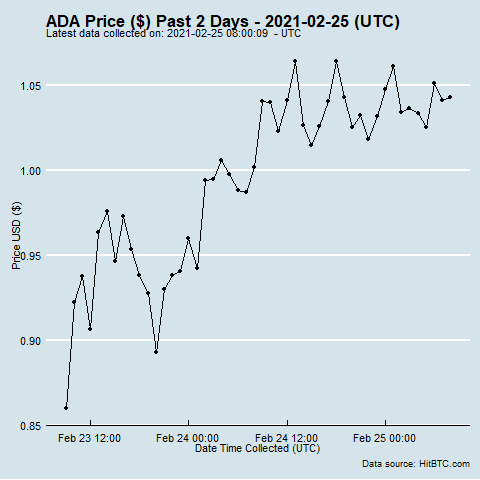 ADA Price ($) Past 2 Days - 2021-02-25 (UTC)
Latest data collected on: 2021-02-25 08:00:09 - UTC
Price USD ($)
1.05
1.00
0.95
0.90
0.85
Feb 23 12:00 Feb 24 00:00 Feb 24 12:00 Feb 25 00:00
Date Time Collected (UTC)
Data source: HitBTC.com